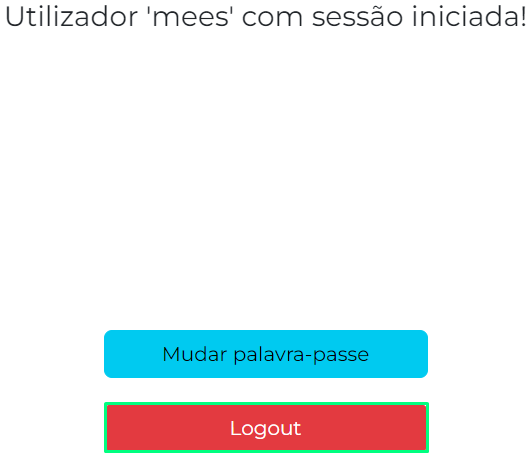 Utilizador 'mees' com sessão iniciada!
Mudar palavra-passe
Logout